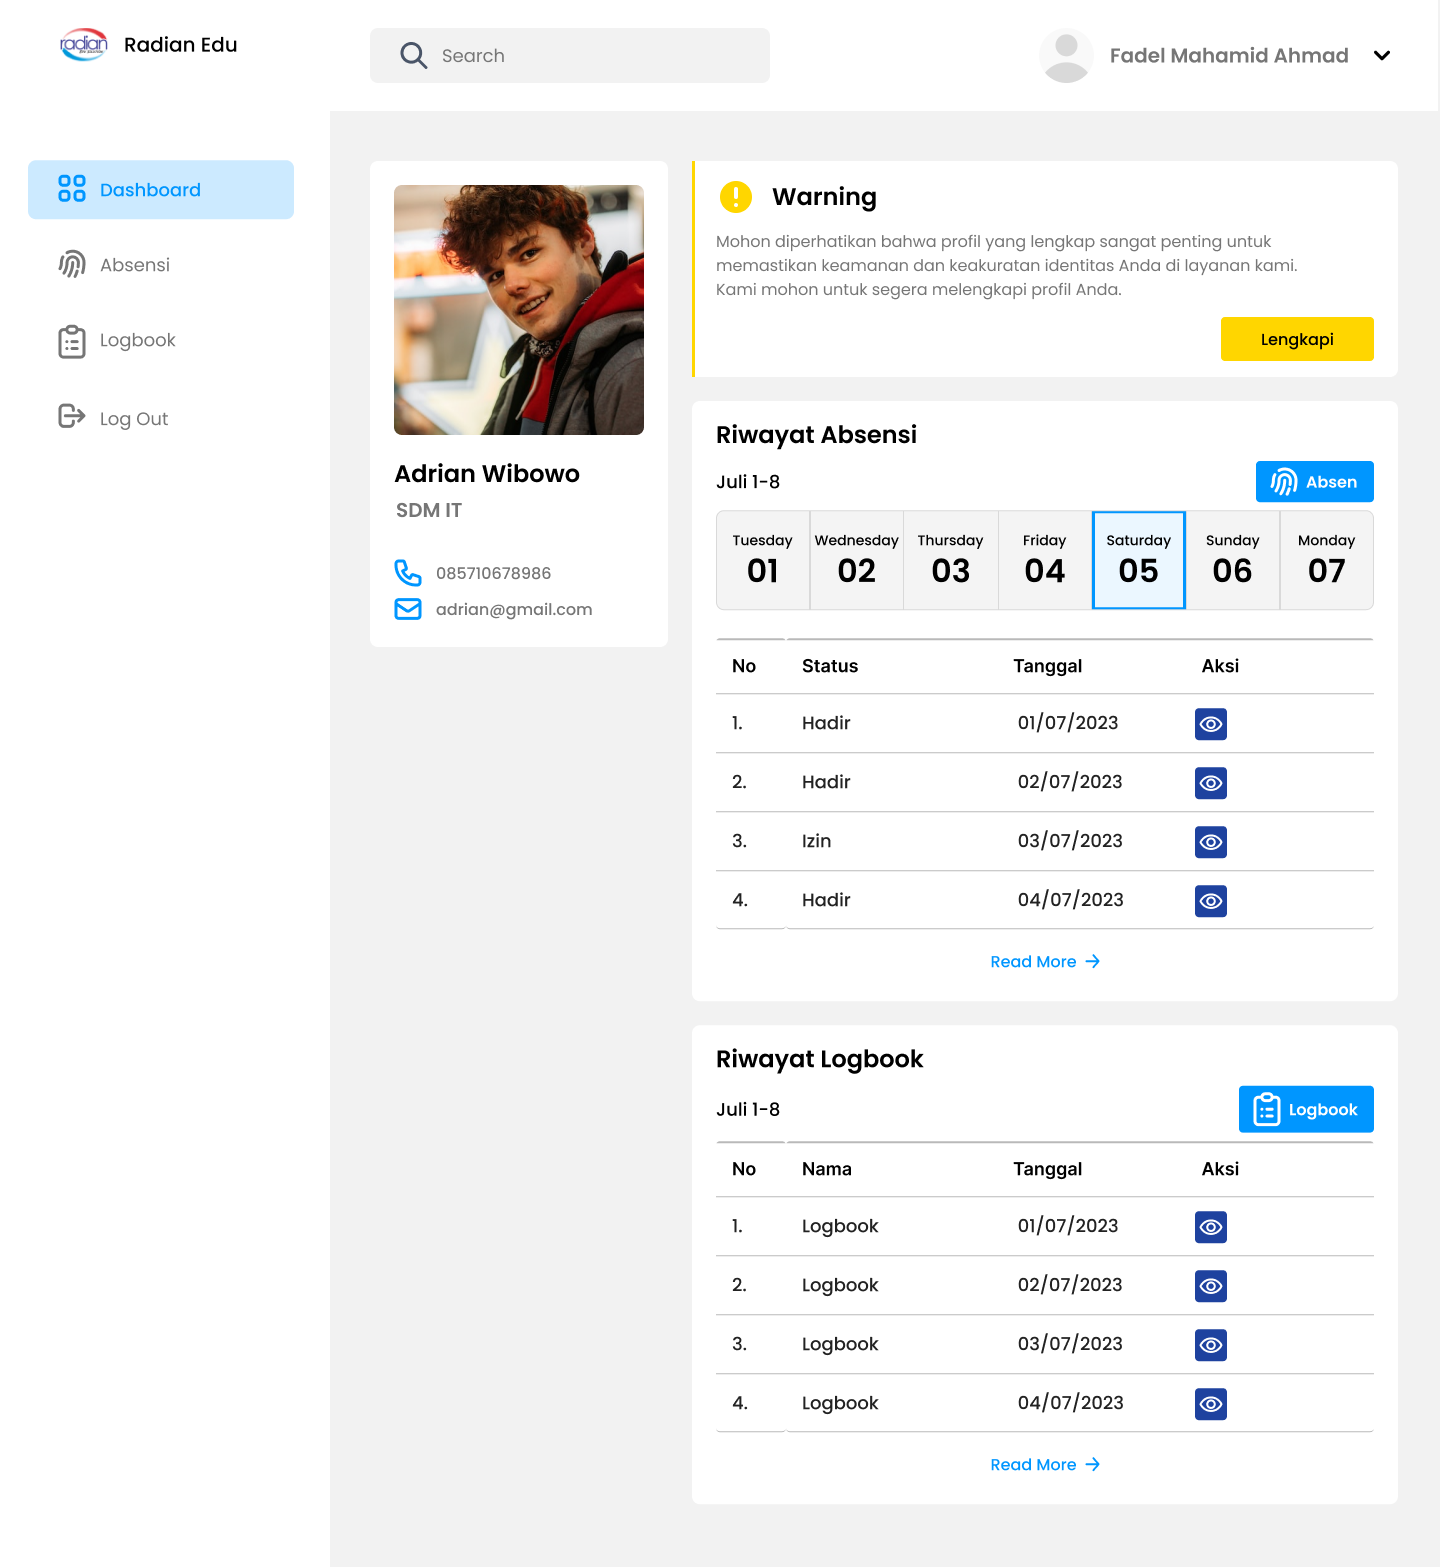 radian
Radian Edu
Search
Fadel Mahamid Ahmad
Dashboard
Absensi
Logbook
Log Out
Adrian Wibowo
SDM IT
085710678986
adrian@gmail.com
Warning
Mohon diperhatikan bahwa profil yang lengkap sangat penting untuk
memastikan keamanan dan keakuratan identitas Anda di layanan kami.
Kami mohon untuk segera melengkapi profil Anda.
Lengkapi
Riwayat Absensi
Juli 1-8
Absen
Tuesday Wednesday Thursday Friday Saturday Sunday Monday
01 02 03 04 05 06 07
No Status Tanggal Aksi
1. Hadir 01/07/2023
2. Hadir 02/07/2023
3. Izin 03/07/2023
4. Hadir 04/07/2023
Read More
Riwayat Logbook
Juli 1-8
Logbook
No Nama Tanggal Aksi
1. Logbook 01/07/2023
2. Logbook 02/07/2023
3. Logbook 03/07/2023
4. Logbook 04/07/2023
Read More